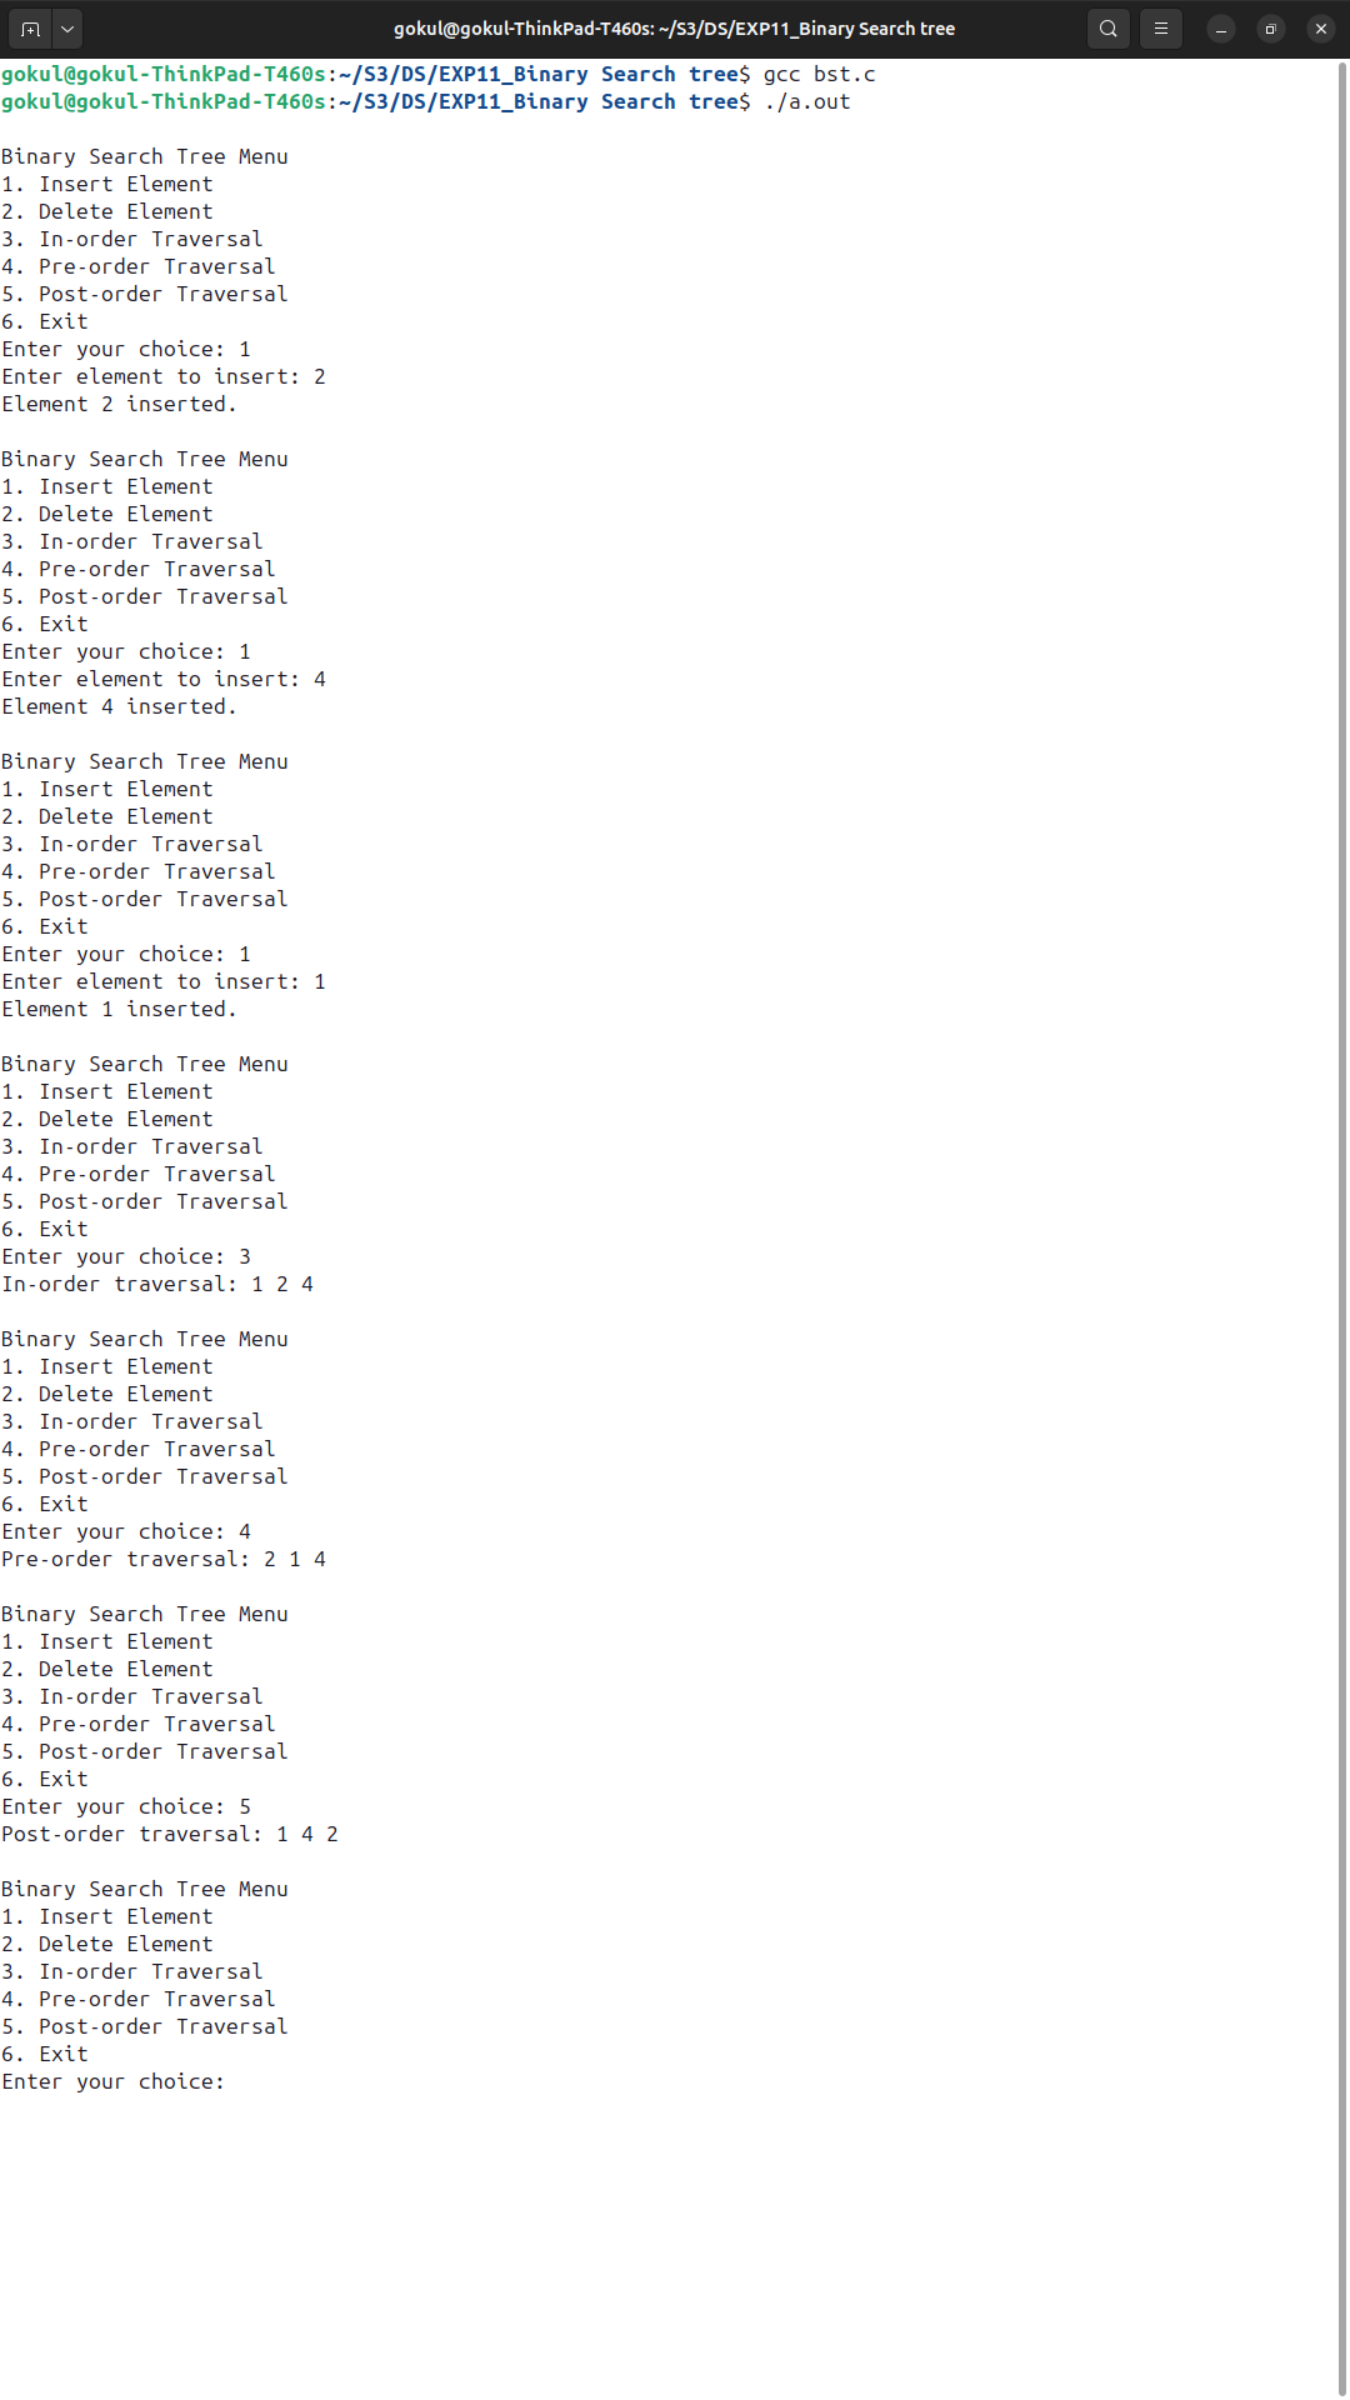 gokul@gokul-ThinkPad-T460s: ~/S3/DS/EXP11_Binary Search tree
gokul@gokul-ThinkPad-T460s:~/S3/DS/EXP11_Binary Search tree$ gcc bst.c
gokul@gokul-ThinkPad-T460s:~/S3/DS/EXP11_Binary Search tree$ ./a.out
Binary Search Tree Menu
1. Insert Element
2. Delete Element
3. In-order Traversal
4. Pre-order Traversal
5. Post-order Traversal
6. Exit
Enter your choice: 1
Enter element to insert: 2
Element 2 inserted.
Binary Search Tree Menu
1. Insert Element
2. Delete Element
3. In-order Traversal
4. Pre-order Traversal
5. Post-order Traversal
6. Exit
Enter your choice: 1
Enter element to insert: 4
Element 4 inserted.
Binary Search Tree Menu
1. Insert Element
2. Delete Element
3. In-order Traversal
4. Pre-order Traversal
5. Post-order Traversal
6. Exit
Enter your choice: 1
Enter element to insert: 1
Element 1 inserted.
Binary Search Tree Menu
1. Insert Element
2. Delete Element
3. In-order Traversal
4. Pre-order Traversal
5. Post-order Traversal
6. Exit
Enter your choice: 3
In-order traversal: 1 2 4
Binary Search Tree Menu
1. Insert Element
2. Delete Element
3. In-order Traversal
4. Pre-order Traversal
5. Post-order Traversal
6. Exit
Enter your choice: 4
Pre-order traversal: 2 1 4
Binary Search Tree Menu
1. Insert Element
2. Delete Element
3. In-order Traversal
4. Pre-order Traversal
5. Post-order Traversal
6. Exit
Enter your choice: 5
Post-order traversal: 1 4 2
Binary Search Tree Menu
1. Insert Element
2. Delete Element
3. In-order Traversal
4. Pre-order Traversal
5. Post-order Traversal
6. Exit
Enter your choice: